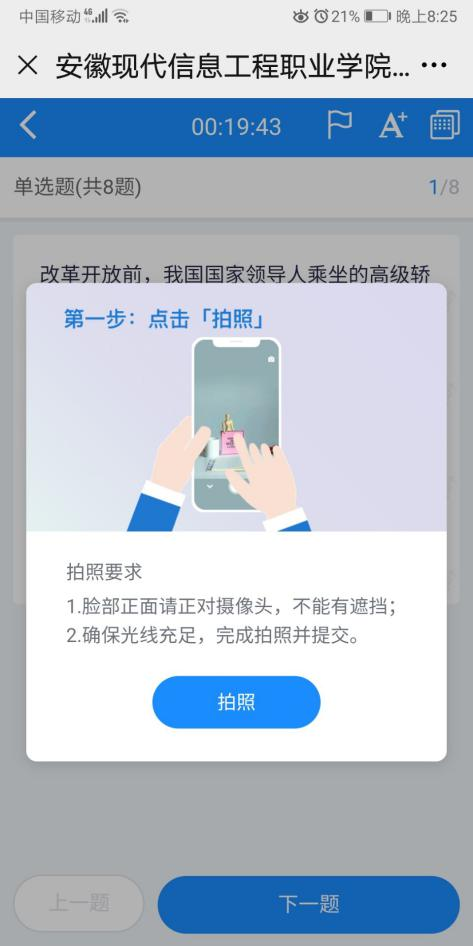 中国移动 4G 21% 晚上8:25
安徽现代信息工程职业学院...
00:19:43 A+
单选题(共8题) 1/8
改革开放前，我国国家领导人乘坐的高级轿
第一步：点击「拍照」
拍照要求
1.脸部正面请正对摄像头，不能有遮挡；
2.确保光线充足，完成拍照并提交。
拍照
上一题 下一题